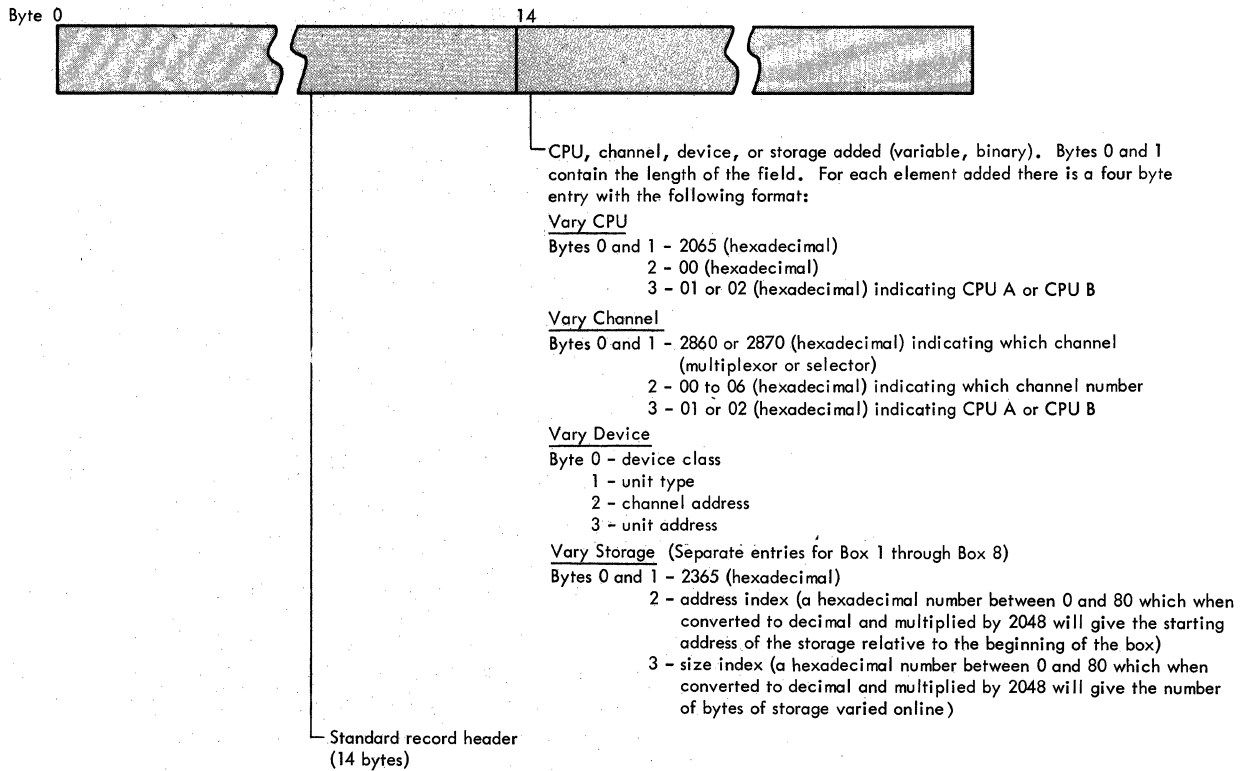 Byte 0 14
CPU, channel, device, or storage added (variable, binary). Bytes 0 and 1
contain the length of the field. For each element added there is a four byte
entry with the following format:
Vary CPU
Bytes 0 and 1 - 2065 (hexadecimal)
2 - 00 (hexadecimal)
3 - 01 or 02 (hexadecimal) indicating CPU A or CPU B
Vary Channel
Bytes 0 and 1 - 2860 or 2870 (hexadecimal) indicating which channel
(multiplexor or selector)
2 - 00 to 06 (hexadecimal) indicating which channel number
3 - 01 or 02 (hexadecimal) indicating CPU A or CPU B
Vary Device
Byte 0 - device class
1 - unit type
2 - channel address
3 - unit address
Vary Storage (Separate entries for Box 1 through Box 8)
Bytes 0 and 1 - 2365 (hexadecimal)
2 - address index (a hexadecimal number between 0 and 80 which when
converted to decimal and multiplied by 2048 will give the starting
address of the storage relative to the beginning of the box)
3 - size index (a hexadecimal number between 0 and 80 which when
converted to decimal and multiplied by 2048 will give the number
of bytes of storage varied online)
Standard record header
(14 bytes)